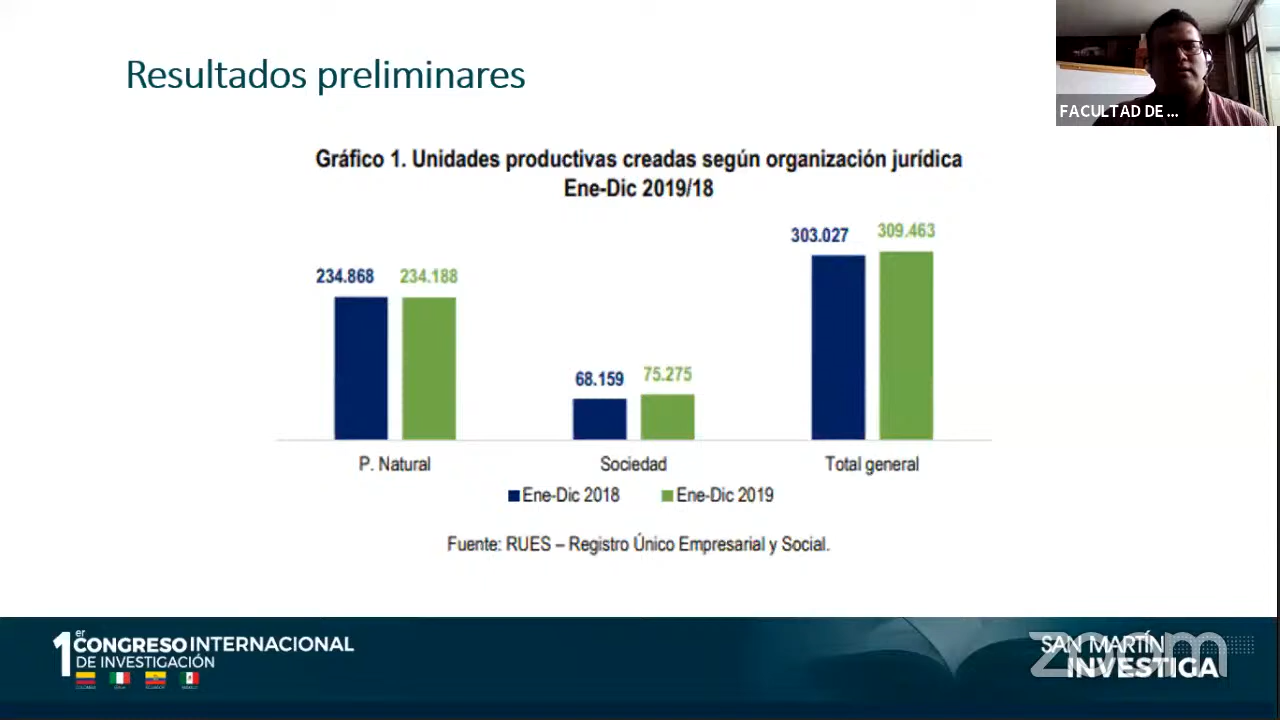 Resultados preliminares
FACULTAD DE ...
Gráfico 1. Unidades productivas creadas según organización jurídica
Ene-Dic 2019/18
303.027
309.463
234.868
234.188
68.159
75.275
P. Natural
Sociedad
Total general
Ene-Dic 2018
Ene-Dic 2019
Fuente: RUES – Registro Único Empresarial y Social.
1er CONGRESO INTERNACIONAL
DE INVESTIGACIÓN
SAN MARTÍN
zoom
INVESTIGA